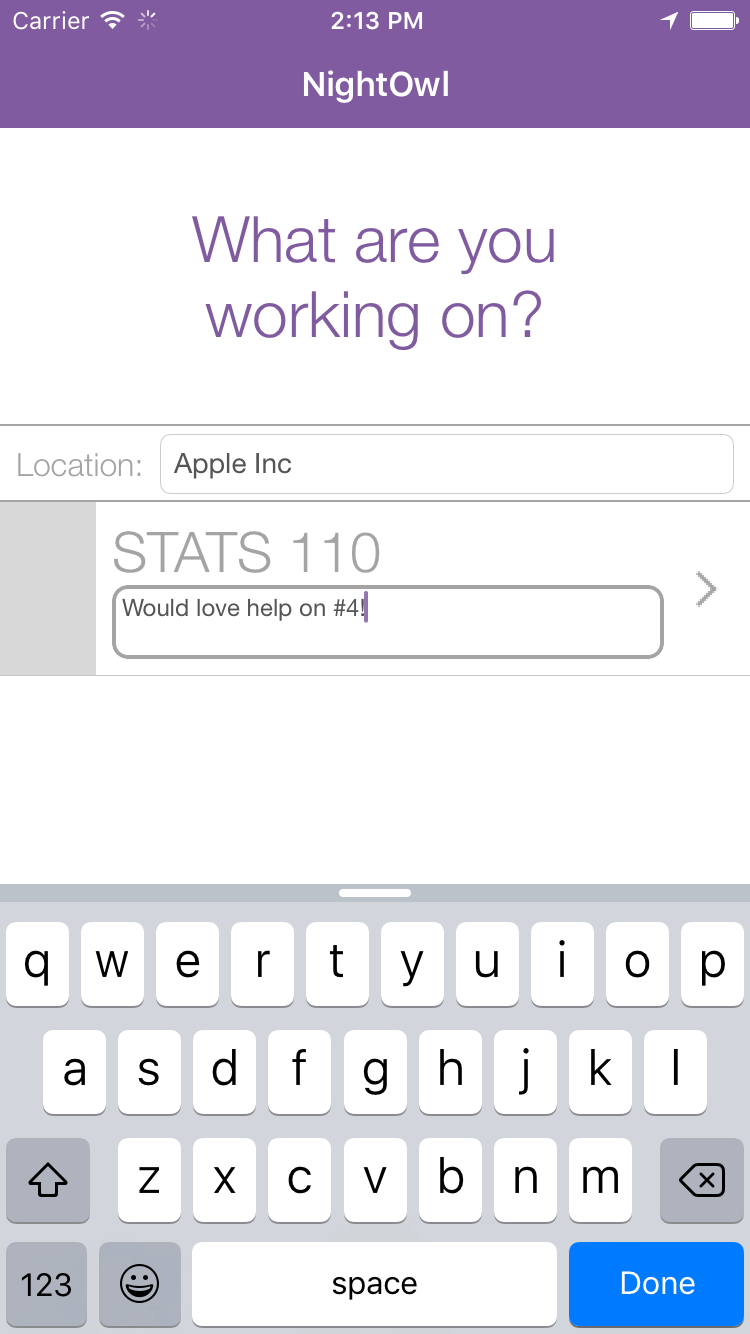 Carrier 2:13 PM
NightOwl
What are you
working on?
Location: Apple Inc
STATS 110
Would love help on #4!
q w e r t y u i o p
a s d f g h j k l
z x c v b n m
123 space Done